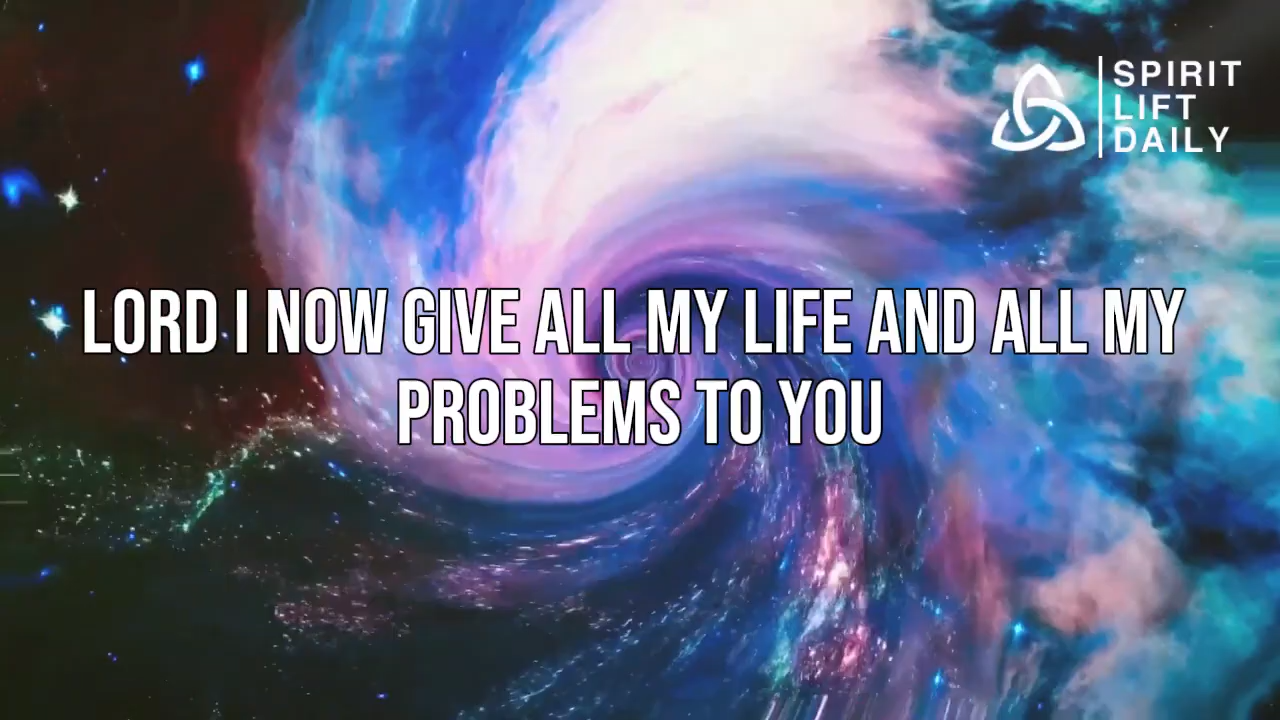 SPIRIT
LIFT
DAILY
LORD I NOW GIVE ALL MY LIFE AND ALL MY
PROBLEMS TO YOU